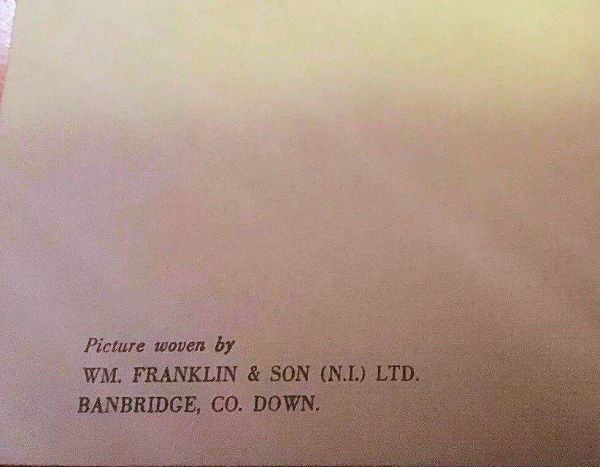 Picture woven by
WM. FRANKLIN & SON (N.I.) LTD.
BANBRIDGE, CO. DOWN.